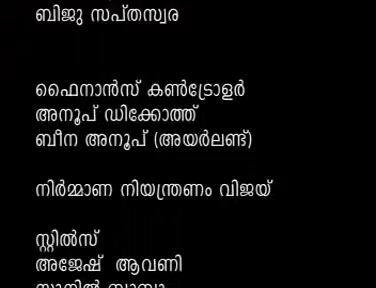 ബിജു സപ്തസ്വര
ഫൈനാൻസ് കൺട്രോളർ
അനൂപ് ഡിക്കോത്ത്
ബീന അനൂപ് (അയർലണ്ട്)
നിർമ്മാണ നിയന്ത്രണം വിജയ്
സ്റ്റിൽസ്
അജേഷ് ആവണി